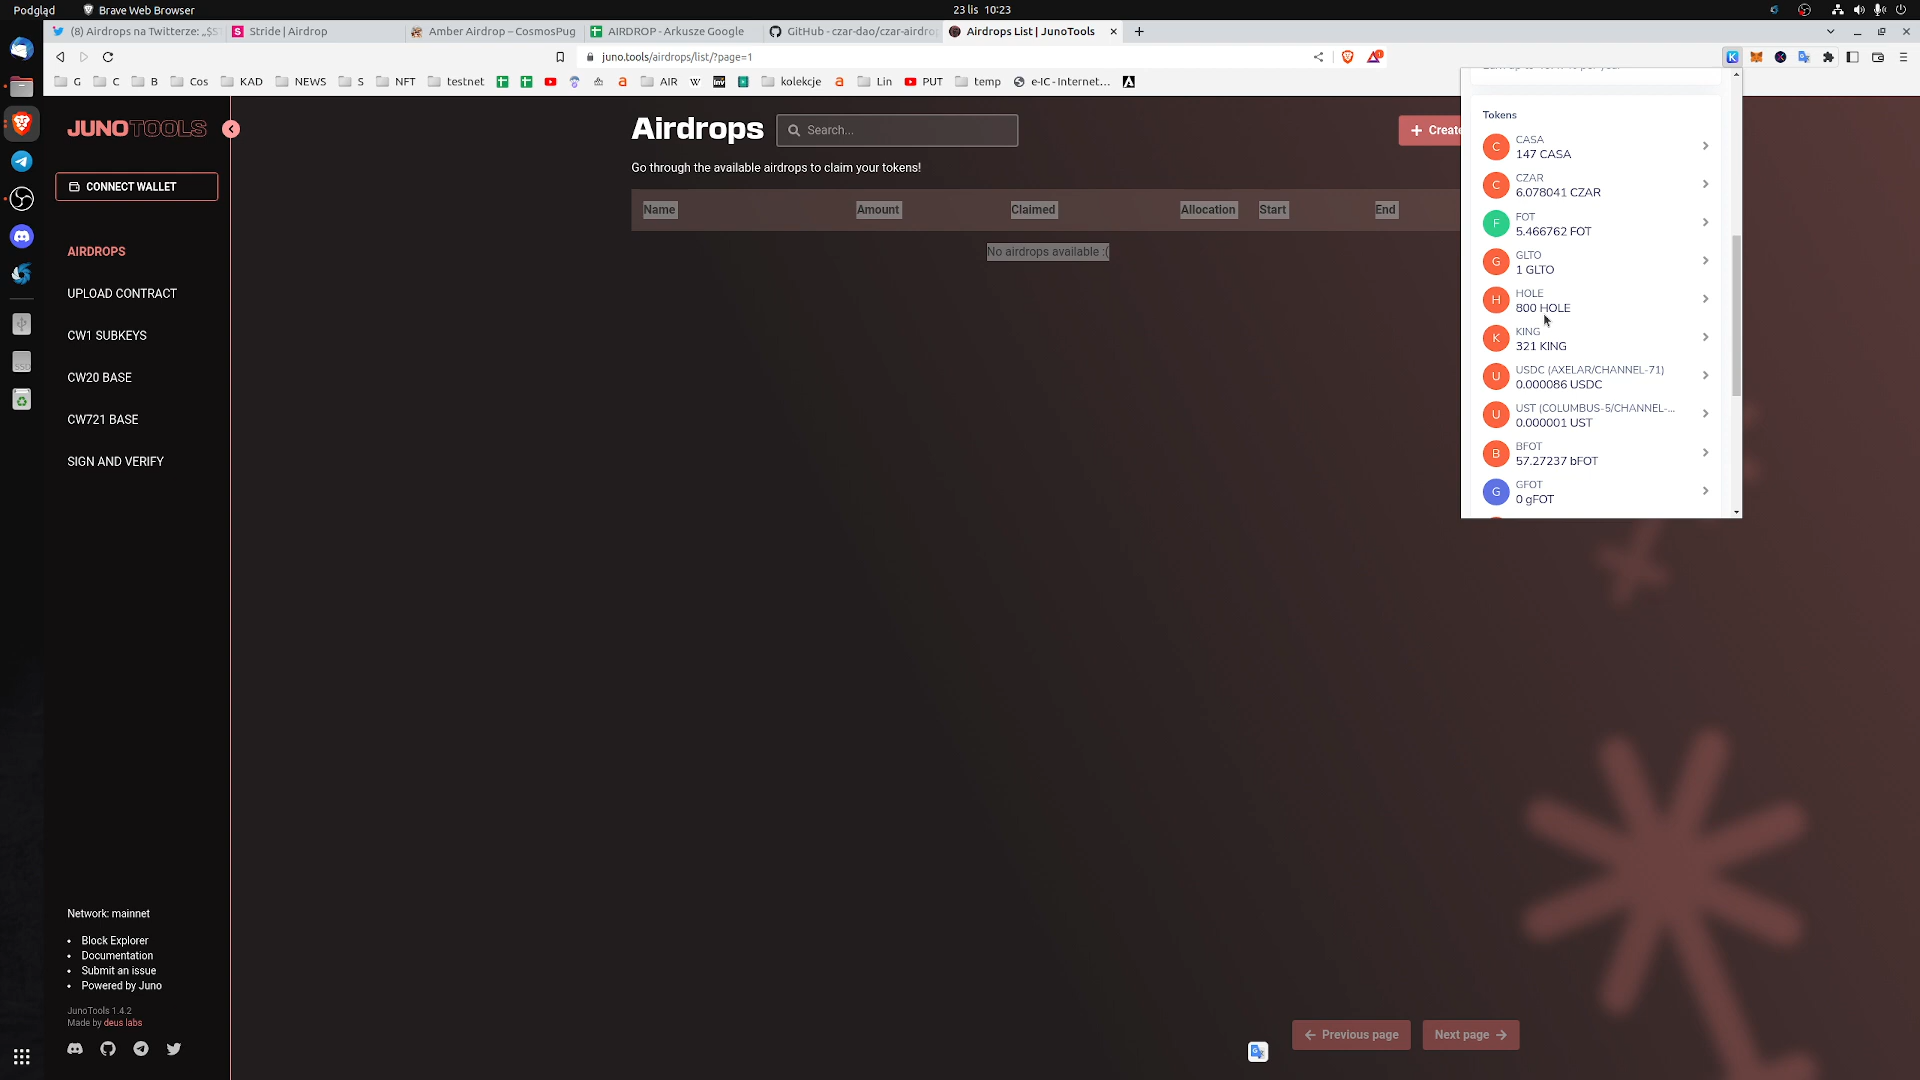 Podgląd
Brave Web Browser
23 lis 10:23
(8) Airdrops na Twitterze: „$S
Stride | Airdrop
Amber Airdrop – CosmosPug
AIRDROP - Arkusze Google
GitHub - czar-dao/czar-airdro
Airdrops List | JunoTools
juno.tools/airdrops/list/?page=1
G
C
B
Cos
KAD
NEWS
S
NFT
testnet
kolekcje
AIR
Lin
PUT
temp
e-IC - Internet...
JUNOTOOLS
CONNECT WALLET
AIRDROPS
UPLOAD CONTRACT
CW1 SUBKEYS
CW20 BASE
CW721 BASE
SIGN AND VERIFY
Network: mainnet
Block Explorer
Documentation
Submit an issue
Powered by Juno
JunoTools 1.4.2
Made by deus labs
Airdrops
Search...
Create
Go through the available airdrops to claim your tokens!
Name Amount Claimed Allocation Start End
No airdrops available :(
Previous page
Next page
Tokens
C
CASA
147 CASA
C
CZAR
6.078041 CZAR
F
FOT
5.466762 FOT
G
GLTO
1 GLTO
H
HOLE
800 HOLE
K
KING
321 KING
U
USDC (AXELAR/CHANNEL-71)
0.000086 USDC
U
UST (COLUMBUS-5/CHANNEL-...
0.000001 UST
B
BFOT
57.27237 bFOT
G
GFOT
0 gFOT